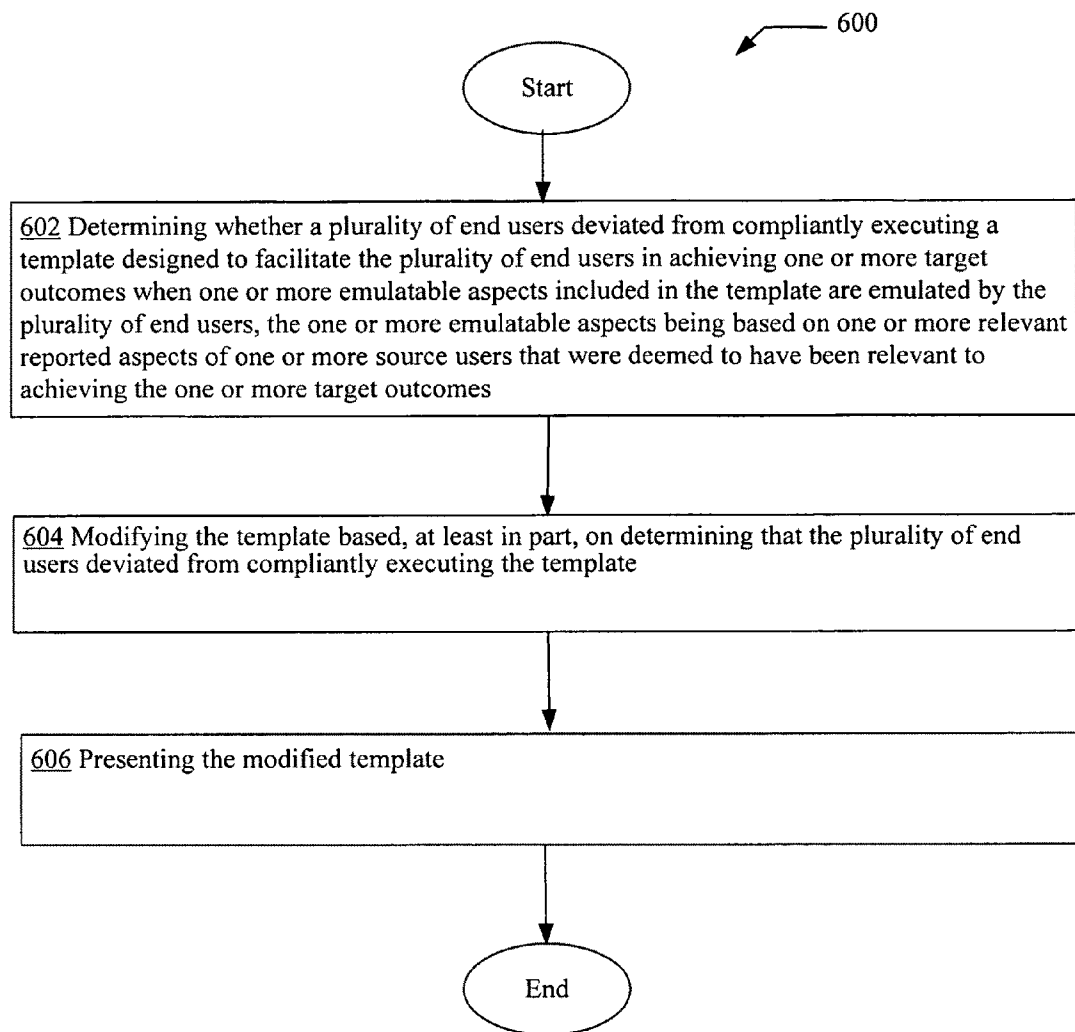 600
Start
602 Determining whether a plurality of end users deviated from compliantly executing a
template designed to facilitate the plurality of end users in achieving one or more target
outcomes when one or more emulatable aspects included in the template are emulated by the
plurality of end users, the one or more emulatable aspects being based on one or more relevant
reported aspects of one or more source users that were deemed to have been relevant to
achieving the one or more target outcomes
604 Modifying the template based, at least in part, on determining that the plurality of end
users deviated from compliantly executing the template
606 Presenting the modified template
End